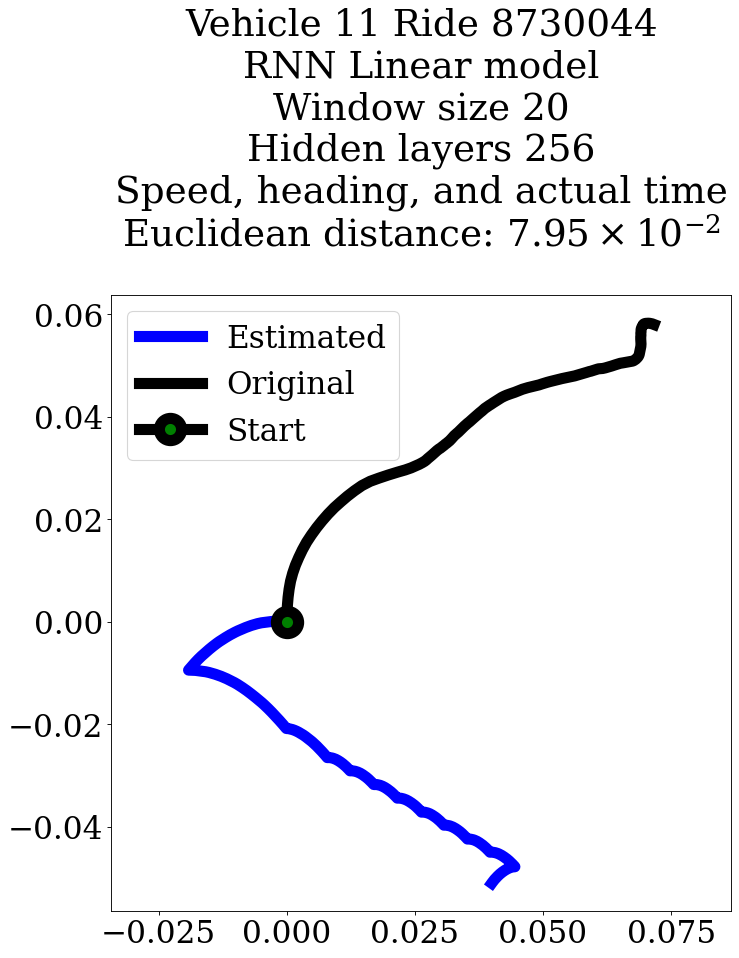 Vehicle 11 Ride 8730044
RNN Linear model
Window size 20
Hidden layers 256
Speed, heading, and actual time
Euclidean distance: 7.95 × 10⁻²
Estimated
Original
Start
0.06
0.04
0.02
0.00
−0.02
−0.04
−0.025 0.000 0.025 0.050 0.075